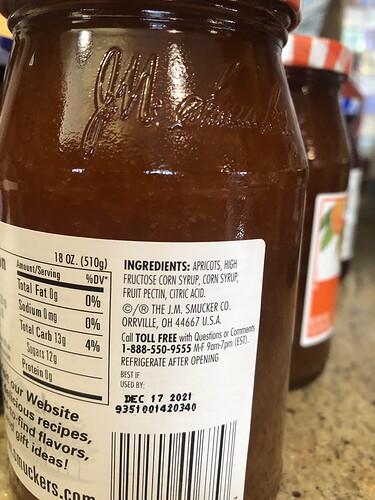 18 OZ. (510g)
Amount/Serving %DV*
Total Fat 0g 0%
Sodium 0mg 0%
Total Carb 13g 4%
Sugars 12g
Protein 0g
our Website
delicious recipes,
-to-find flavors,
gift ideas!
.smuckers.com
INGREDIENTS: APRICOTS, HIGH
FRUCTOSE CORN SYRUP, CORN SYRUP,
FRUIT PECTIN, CITRIC ACID.
©/® THE J.M. SMUCKER CO.
ORRVILLE, OH 44667 U.S.A.
Call TOLL FREE with Questions or Comments
1-888-550-9555 M-F 9am-7pm (EST).
REFRIGERATE AFTER OPENING
BEST IF
USED BY:
DEC 17 2021
9351001420340